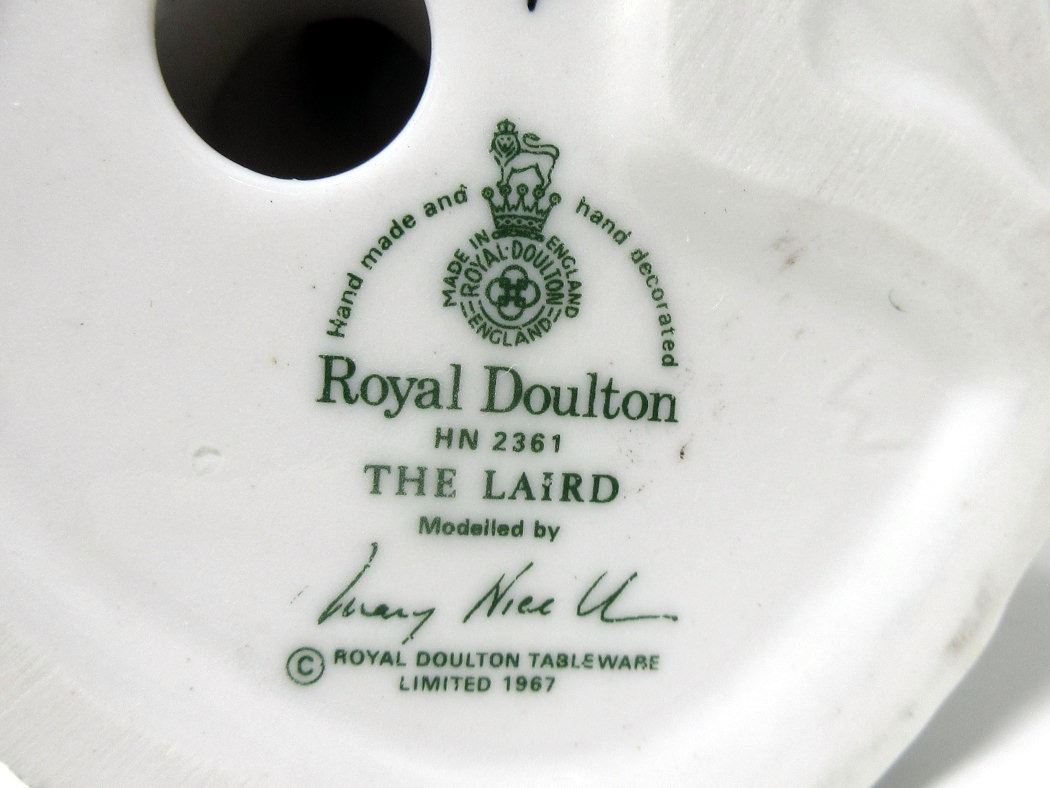 Hand made and hand decorated
MADE IN ENGLAND
ROYAL·DOULTON
ENGLAND
Royal Doulton
HN 2361
THE LAIRD
Modelled by
© ROYAL DOULTON TABLEWARE
LIMITED 1967